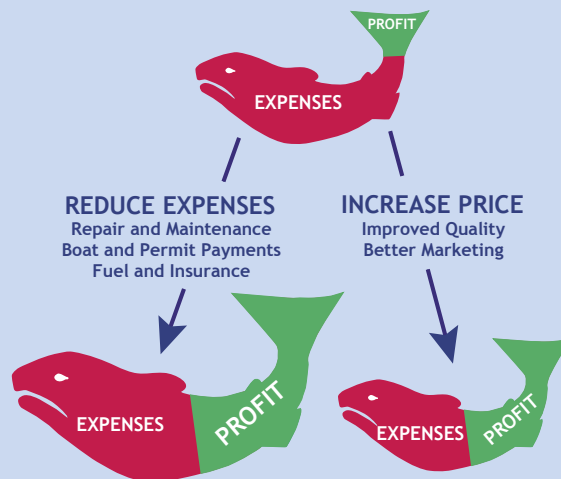 PROFIT
EXPENSES
REDUCE EXPENSES
Repair and Maintenance
Boat and Permit Payments
Fuel and Insurance
INCREASE PRICE
Improved Quality
Better Marketing
EXPENSES
PROFIT
EXPENSES
PROFIT